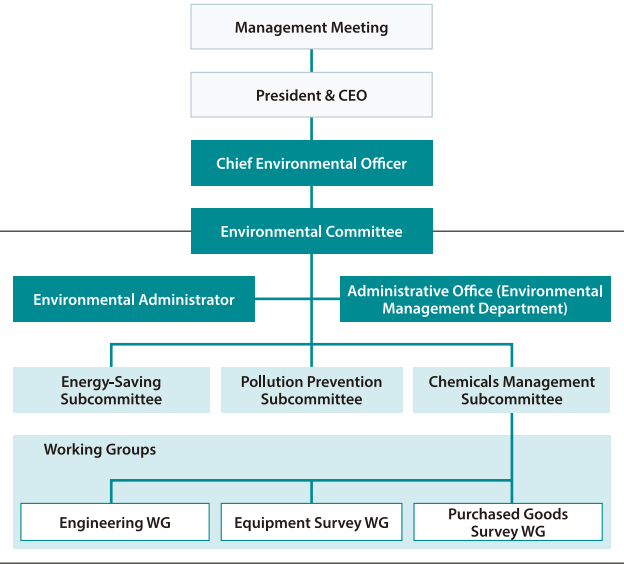 Management Meeting
President & CEO
Chief Environmental Officer
Environmental Committee
Environmental Administrator
Administrative Office (Environmental
Management Department)
Energy-Saving
Subcommittee
Pollution Prevention
Subcommittee
Chemicals Management
Subcommittee
Working Groups
Engineering WG
Equipment Survey WG
Purchased Goods
Survey WG